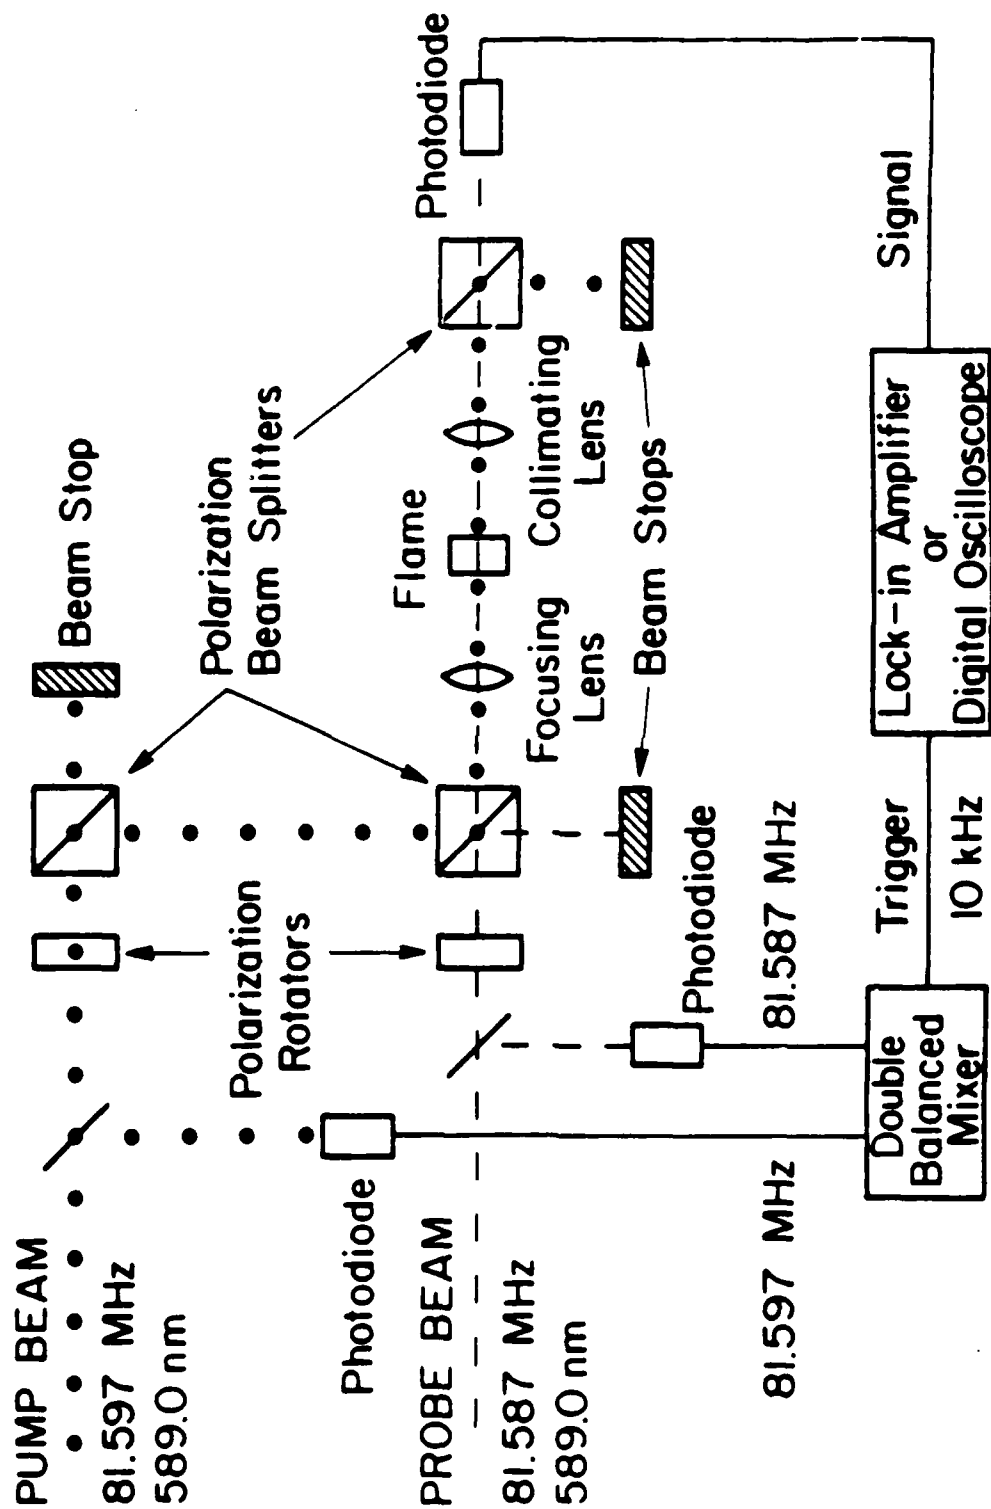 PUMP BEAM
81.597 MHz
589.0 nm
Beam Stop
Polarization
Beam Splitters
Polarization
Rotators
Photodiode
PROBE BEAM
81.587 MHz
589.0 nm
Focusing
Lens
Flame
Collimating
Lens
Photodiode
Beam Stops
Photodiode
81.597 MHz
81.587 MHz
Double
Balanced
Mixer
Trigger
10 kHz
Lock-in Amplifier
or
Digital Oscilloscope
Signal